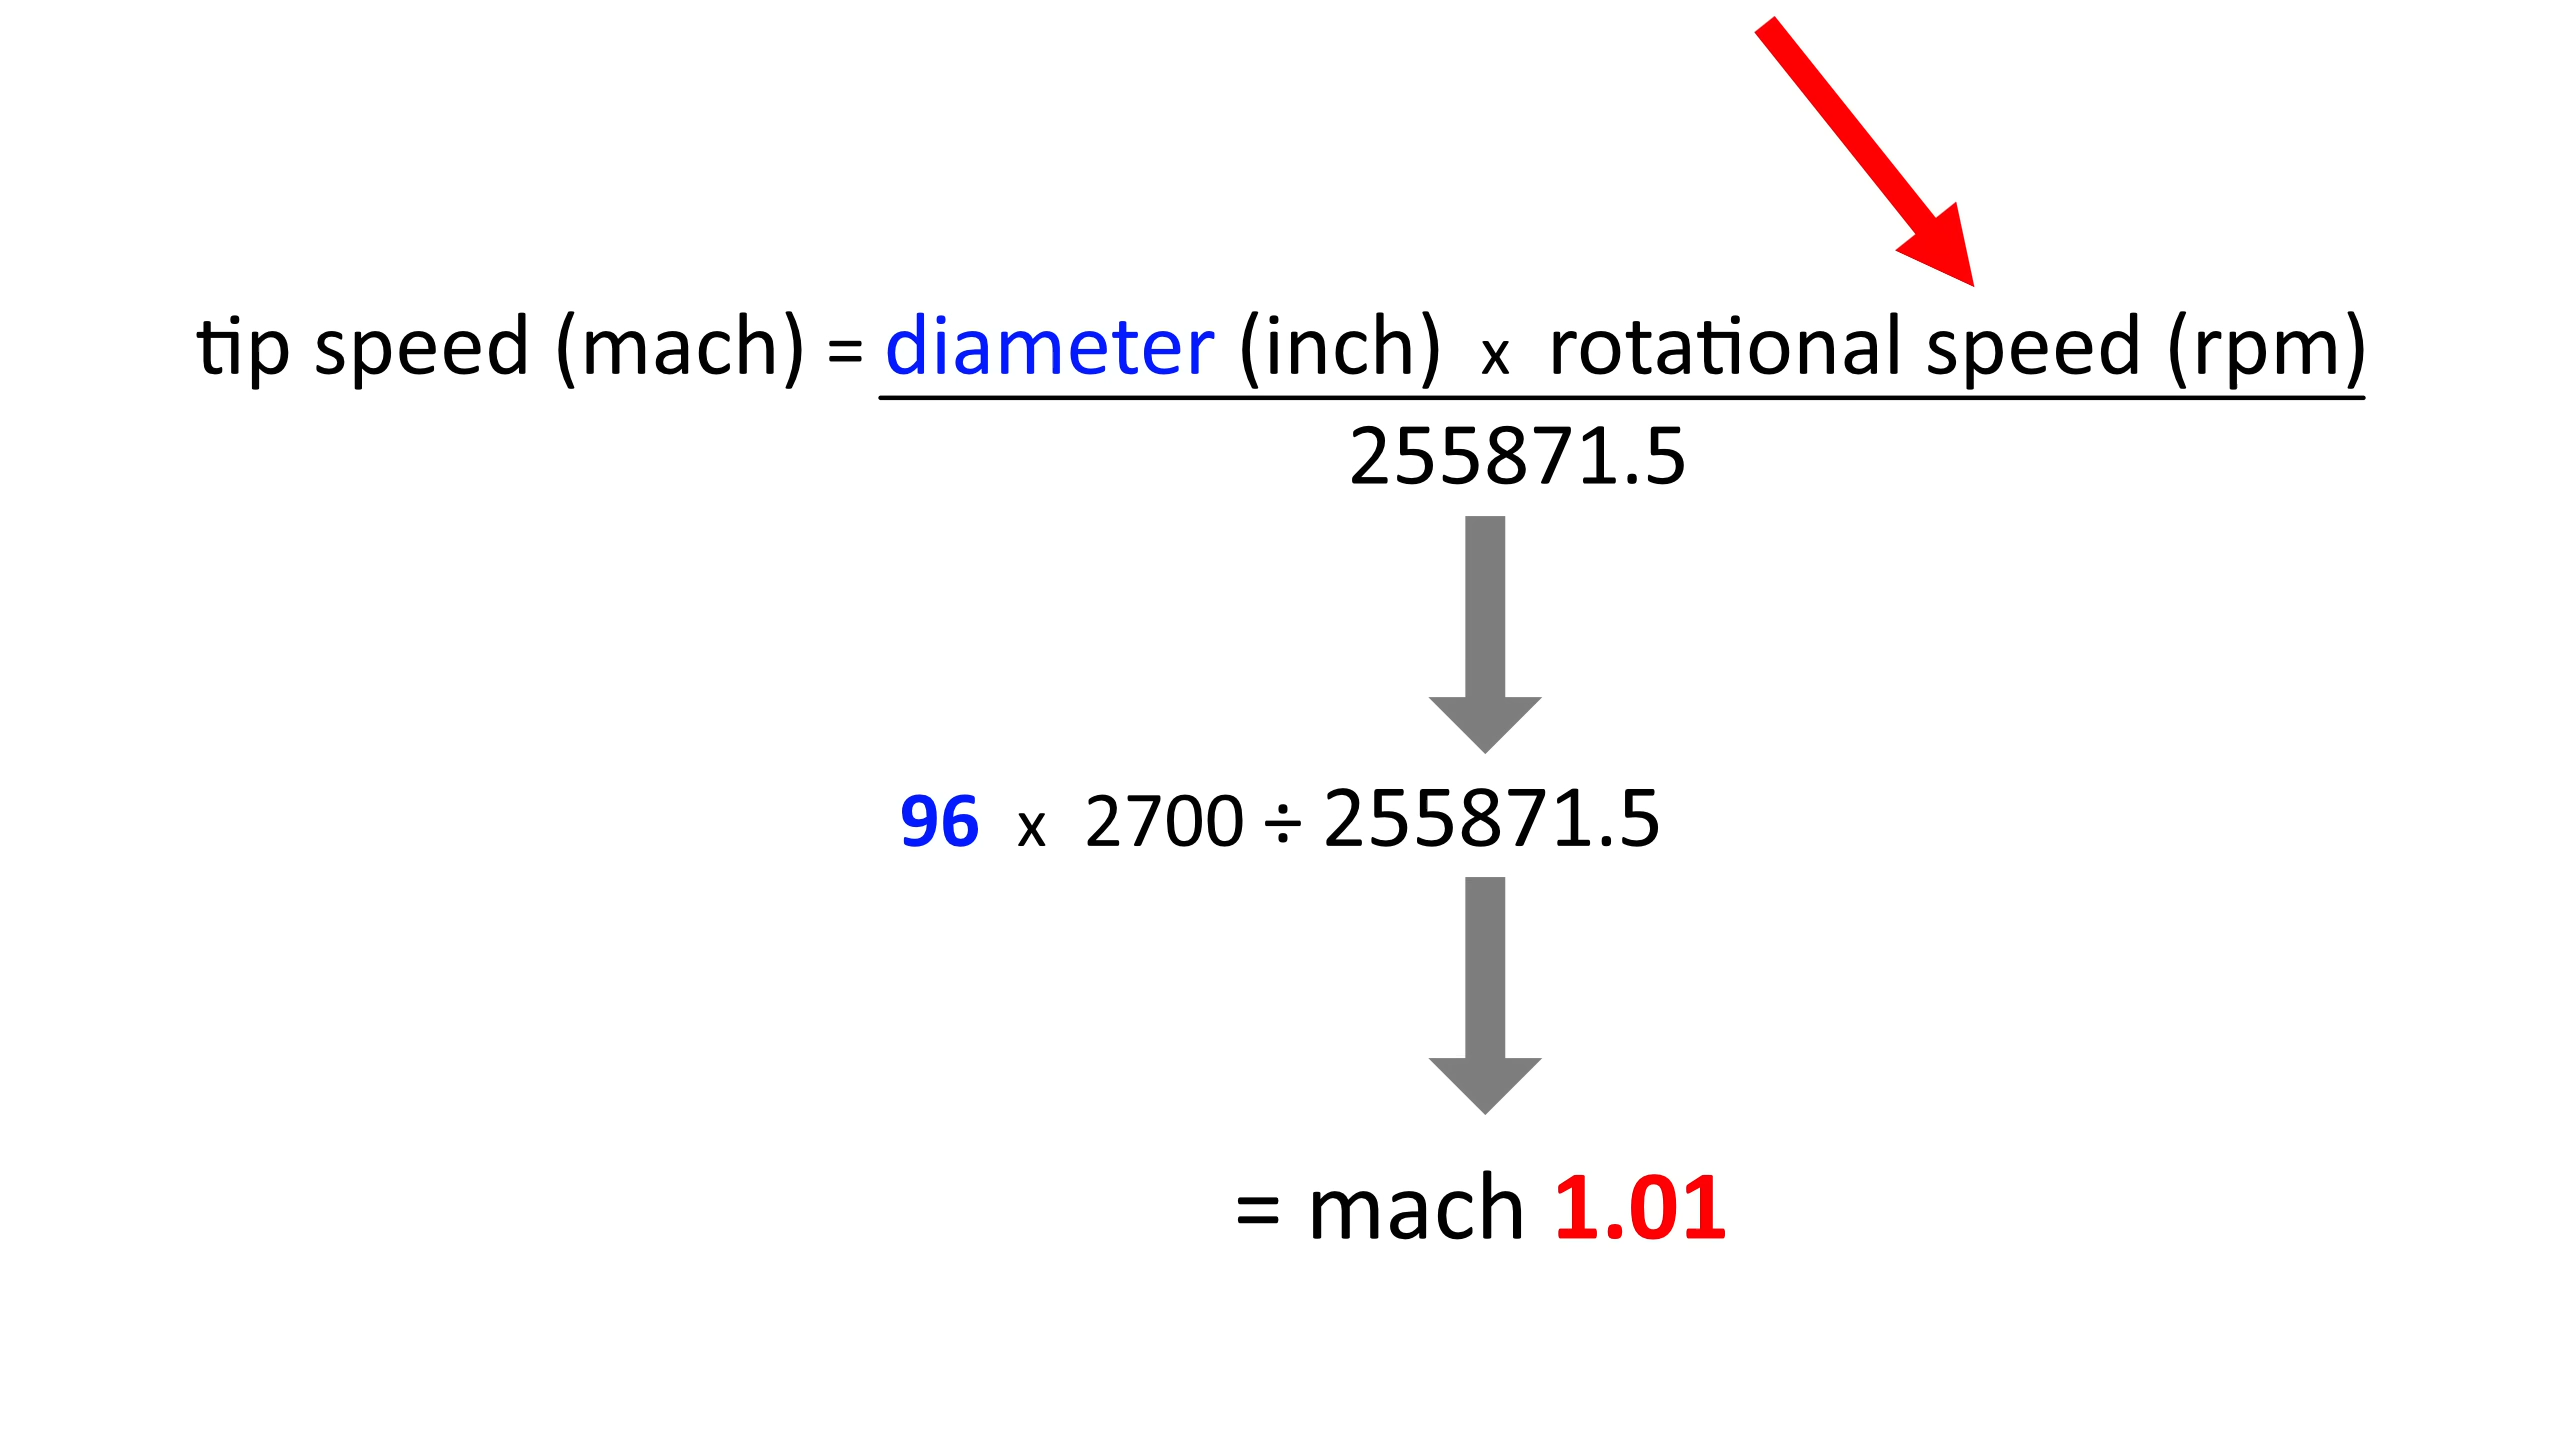 tip speed (mach) = diameter (inch) x rotational speed (rpm)
255871.5
96 x 2700 ÷ 255871.5
= mach 1.01